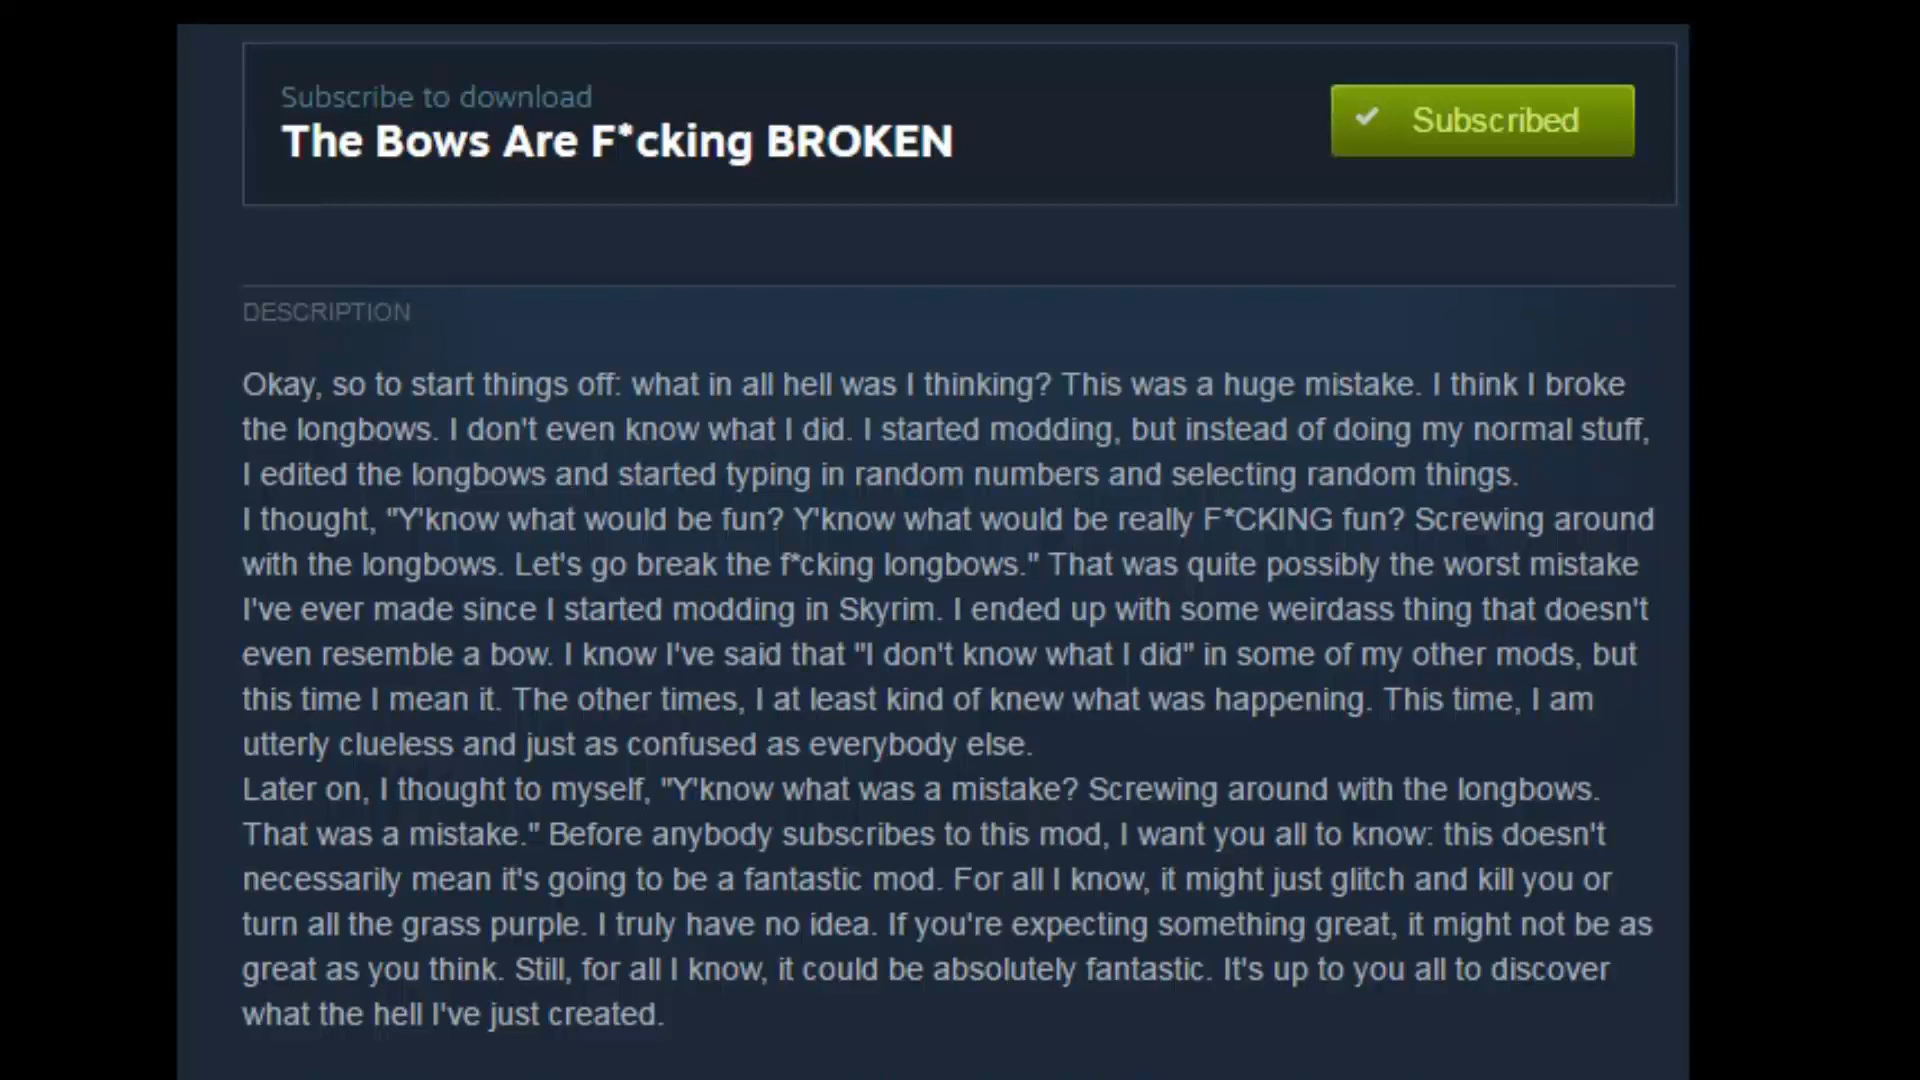 Subscribe to download
The Bows Are F*cking BROKEN
Subscribed
DESCRIPTION
Okay, so to start things off: what in all hell was I thinking? This was a huge mistake. I think I broke
the longbows. I don't even know what I did. I started modding, but instead of doing my normal stuff,
I edited the longbows and started typing in random numbers and selecting random things.
I thought, "Y'know what would be fun? Y'know what would be really F*CKING fun? Screwing around
with the longbows. Let's go break the f*cking longbows." That was quite possibly the worst mistake
I've ever made since I started modding in Skyrim. I ended up with some weirdass thing that doesn't
even resemble a bow. I know I've said that "I don't know what I did" in some of my other mods, but
this time I mean it. The other times, I at least kind of knew what was happening. This time, I am
utterly clueless and just as confused as everybody else.
Later on, I thought to myself, "Y'know what was a mistake? Screwing around with the longbows.
That was a mistake." Before anybody subscribes to this mod, I want you all to know: this doesn't
necessarily mean it's going to be a fantastic mod. For all I know, it might just glitch and kill you or
turn all the grass purple. I truly have no idea. If you're expecting something great, it might not be as
great as you think. Still, for all I know, it could be absolutely fantastic. It's up to you all to discover
what the hell I've just created.